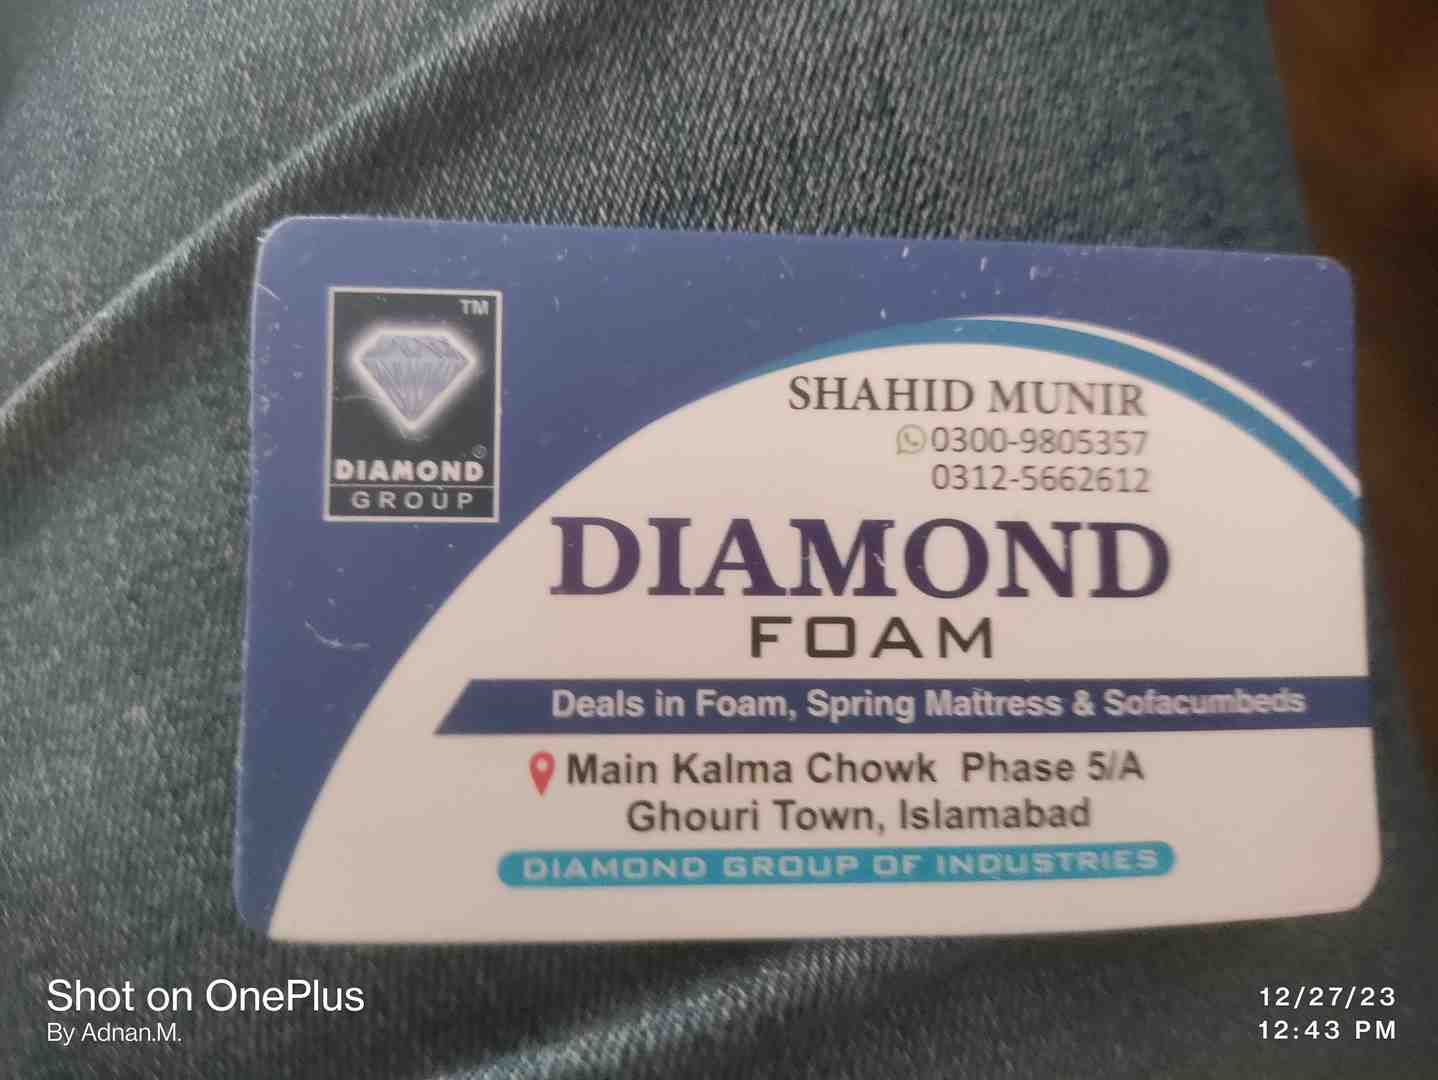 TM
DIAMOND
GROUP
SHAHID MUNIR
0300-9805357
0312-5662612
DIAMOND
FOAM
Deals in Foam, Spring Mattress & Sofacumbeds
Main Kalma Chowk Phase 5/A
Ghouri Town, Islamabad
DIAMOND GROUP OF INDUSTRIES
Shot on OnePlus
By Adnan.M.
12/27/23
12:43 PM